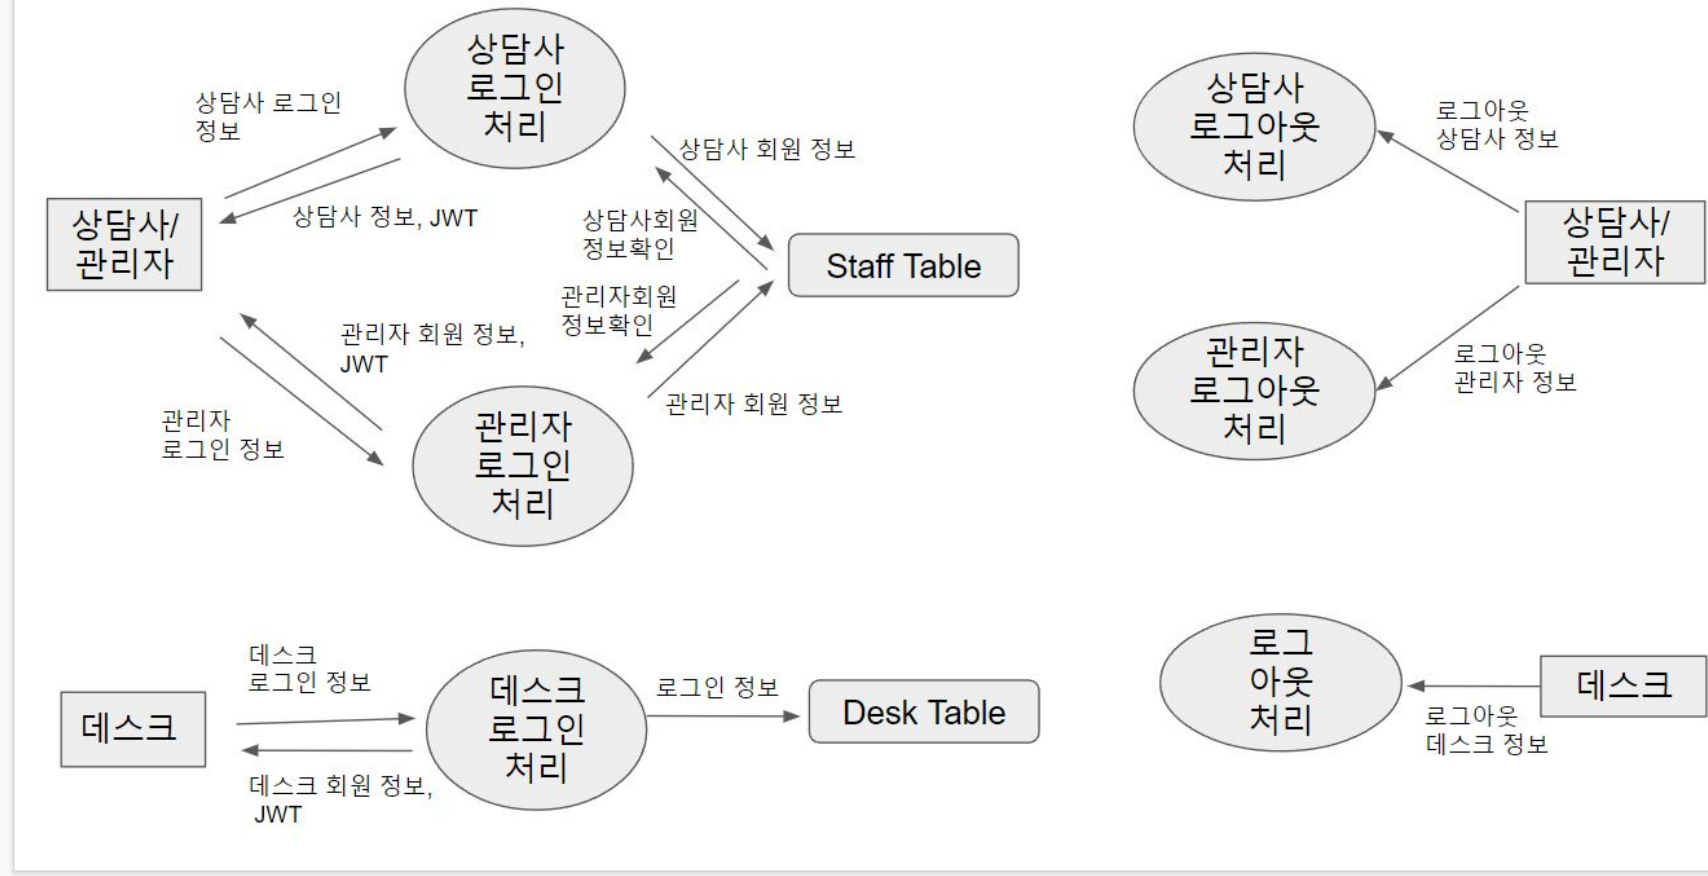 상담사
로그인
처리
상담사 로그인
정보
상담사 회원 정보
상담사/
관리자
상담사 정보, JWT
상담사회원
정보확인
Staff Table
관리자회원
정보확인
관리자 회원 정보,
JWT
관리자 회원 정보
관리자
로그인 정보
관리자
로그인
처리
상담사
로그아웃
처리
로그아웃
상담사 정보
상담사/
관리자
관리자
로그아웃
처리
로그아웃
관리자 정보
데스크
로그인 정보
데스크
데스크
로그인
처리
로그인 정보
Desk Table
데스크 회원 정보,
JWT
로그
아웃
처리
데스크
로그아웃
데스크 정보